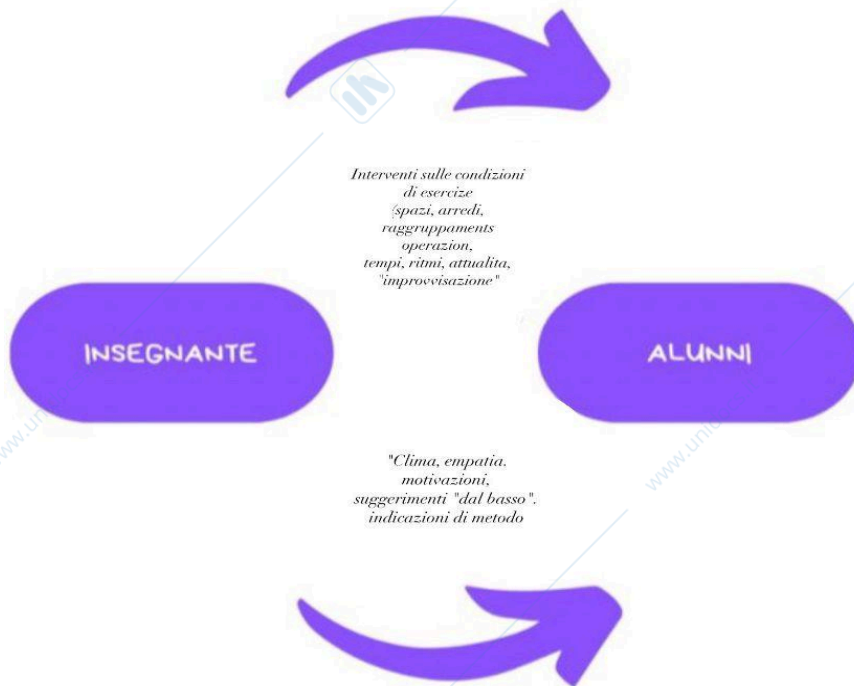 Interventi sulle condizioni
di esercize
(spazi, arredi,
raggruppaments
operazion,
tempi, ritmi, attualita,
"improvvisazione"
INSEGNANTE
ALUNNI
"Clima, empatia.
motivazioni,
suggerimenti "dal basso".
indicazioni di metodo